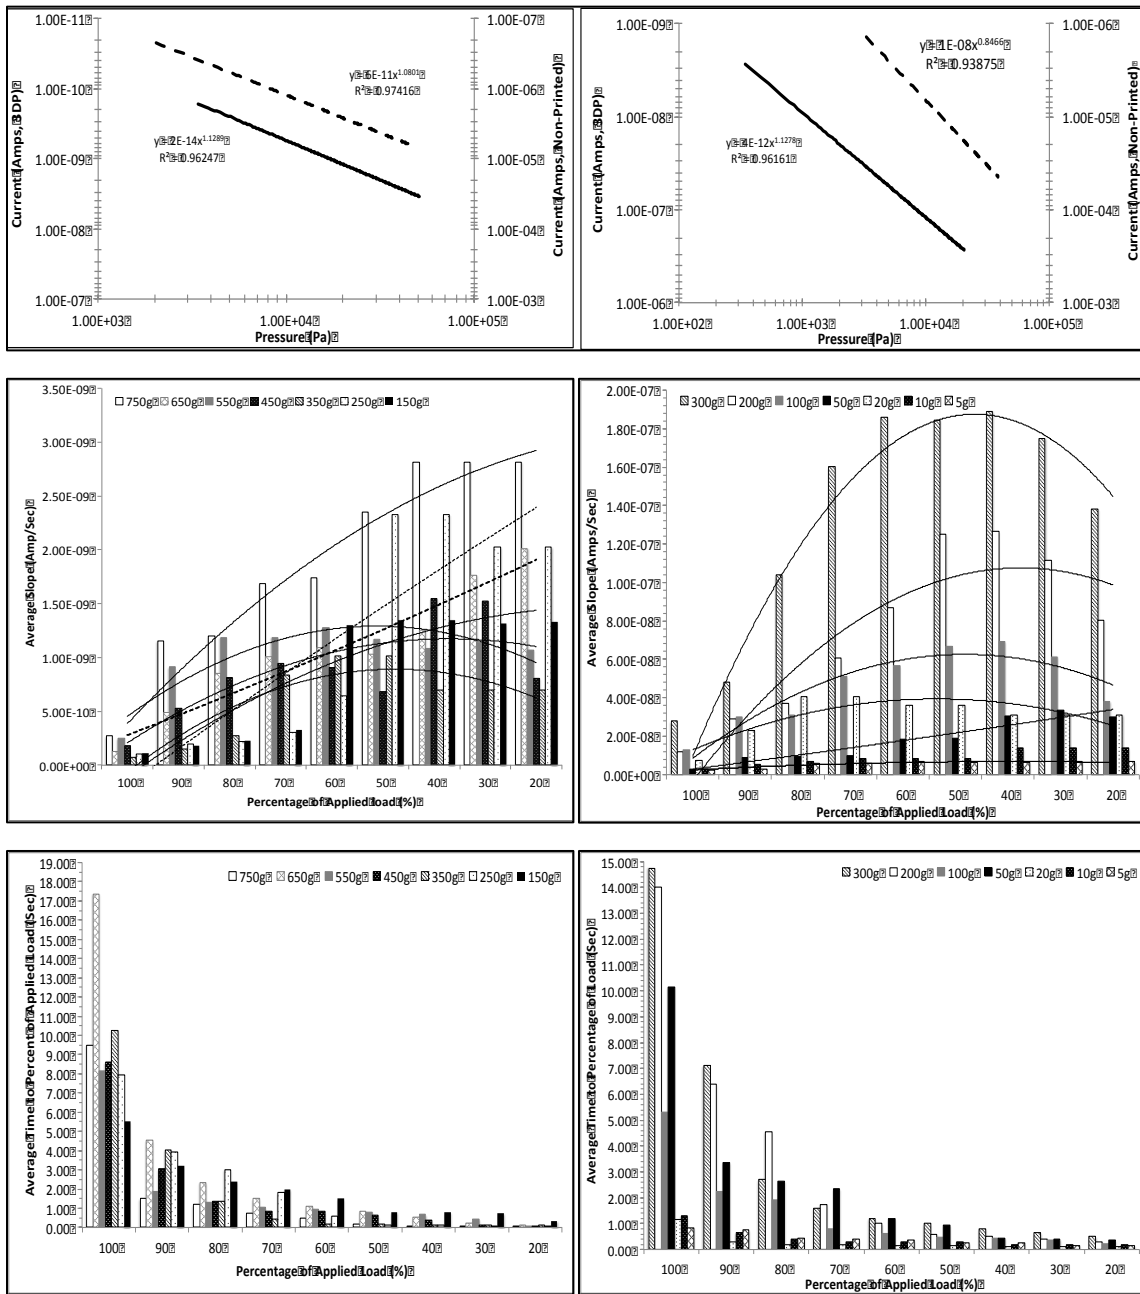 1.00E-11
1.00E-10
1.00E-09
1.00E-08
1.00E-07
1.00E-07
1.00E-06
1.00E-05
1.00E-04
1.00E-03
1.00E+03 1.00E+04 1.00E+05
Pressure (Pa)
Current (Amps, 3DP)
Current (Amps, Non-Printed)
y = 6E-11x^1.0801
R² = 0.97416
y = 2E-14x^1.1289
R² = 0.96247
1.00E-09
1.00E-08
1.00E-07
1.00E-06
1.00E-06
1.00E-05
1.00E-04
1.00E-03
1.00E+02 1.00E+03 1.00E+04 1.00E+05
Pressure (Pa)
Current (Amps, 3DP)
Current (Amps, Non-Printed)
y = 1E-08x^0.8466
R² = 0.93875
y = 4E-12x^1.1278
R² = 0.96161
3.50E-09
3.00E-09
2.50E-09
2.00E-09
1.50E-09
1.00E-09
5.00E-10
0.00E+00
750g 650g 550g 450g 350g 250g 150g
Average Slope (Amp/Sec)
100 90 80 70 60 50 40 30 20
Percentage of Applied Load (%)
2.00E-07
1.80E-07
1.60E-07
1.40E-07
1.20E-07
1.00E-07
8.00E-08
6.00E-08
4.00E-08
2.00E-08
0.00E+00
300g 200g 100g 50g 20g 10g 5g
Average Slope (Amps/Sec)
100 90 80 70 60 50 40 30 20
Percentage of Applied Load (%)
19.00
18.00
17.00
16.00
15.00
14.00
13.00
12.00
11.00
10.00
9.00
8.00
7.00
6.00
5.00
4.00
3.00
2.00
1.00
0.00
750g 650g 550g 450g 350g 250g 150g
Average Time to Percent of Applied Load (Sec)
100 90 80 70 60 50 40 30 20
Percentage of Applied Load (%)
15.00
14.00
13.00
12.00
11.00
10.00
9.00
8.00
7.00
6.00
5.00
4.00
3.00
2.00
1.00
0.00
300g 200g 100g 50g 20g 10g 5g
Average Time to Percentage of Load (Sec)
100 90 80 70 60 50 40 30 20
Percentage of Applied Load (%)